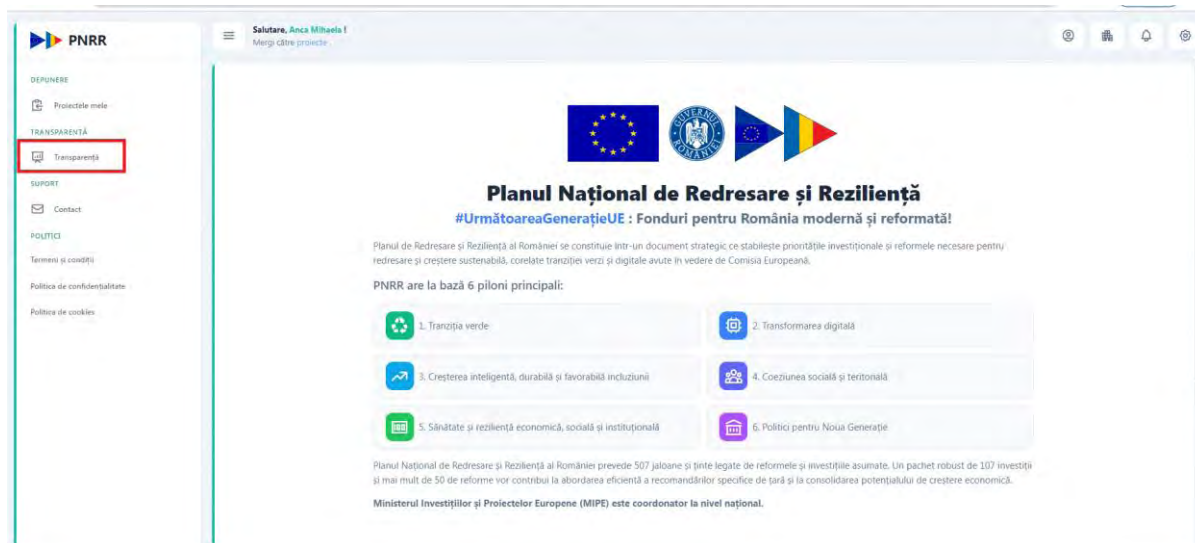 PNRR
DEPUNERE
Proiectele mele
TRANSPARENȚĂ
Transparență
SUPORT
Contact
POLITICI
Termeni și condiții
Politica de confidențialitate
Politica de cookies
Salutare, Anca Mihaela !
Mergi către proiecte
GUVERNUL ROMÂNIEI
Planul Național de Redresare și Reziliență
#UrmătoareaGenerațieUE : Fonduri pentru România modernă și reformată!
Planul de Redresare și Reziliență al României se constituie într-un document strategic ce stabilește prioritățile investiționale și reformele necesare pentru
redresare și creștere sustenabilă, corelate tranziției verzi și digitale avute în vedere de Comisia Europeană.
PNRR are la bază 6 piloni principali:
1. Tranziția verde
2. Transformarea digitală
3. Creșterea inteligentă, durabilă și favorabilă incluziunii
4. Coeziunea socială și teritorială
5. Sănătate și reziliență economică, socială și instituțională
6. Politici pentru Noua Generație
Planul Național de Redresare și Reziliență al României prevede 507 jaloane și ținte legate de reformele și investițiile asumate. Un pachet robust de 107 investiții
și mai mult de 50 de reforme vor contribui la abordarea eficientă a recomandărilor specifice de țară și la consolidarea potențialului de creștere economică.
Ministerul Investițiilor și Proiectelor Europene (MIPE) este coordonator la nivel național.